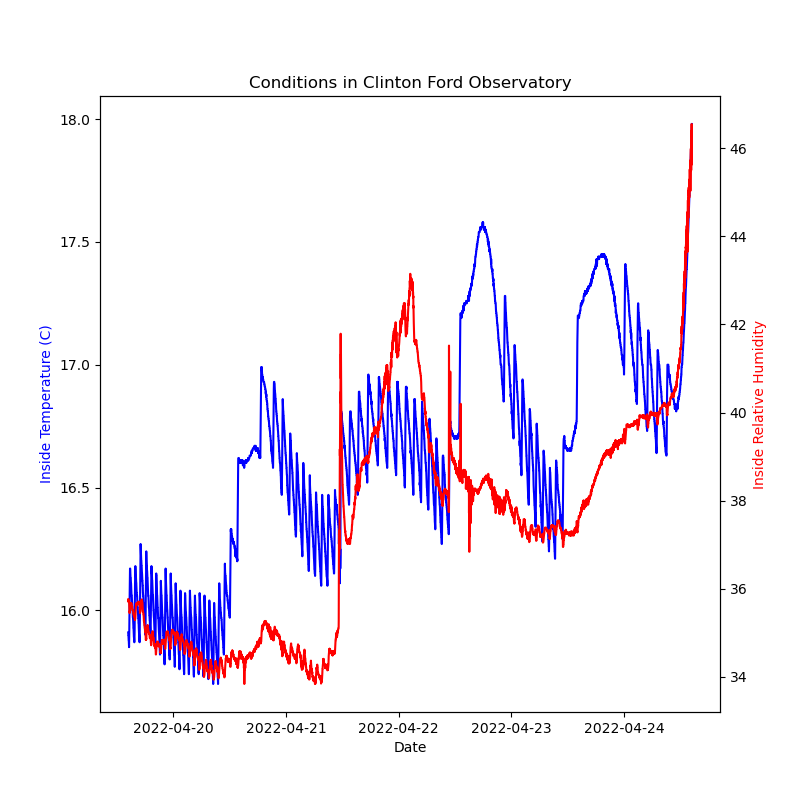 Conditions in Clinton Ford Observatory
Inside Temperature (C)
18.0
17.5
17.0
16.5
16.0
46
44
42
40
38
36
34
Inside Relative Humidity
2022-04-20 2022-04-21 2022-04-22 2022-04-23 2022-04-24
Date